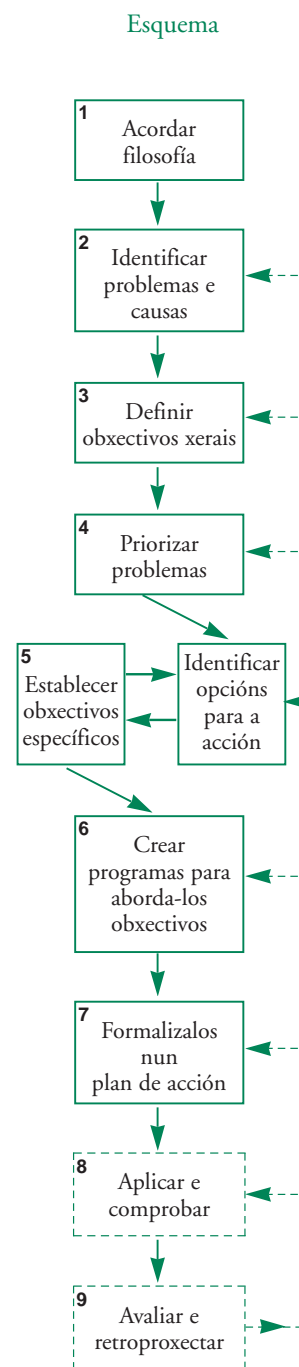 Esquema
1
Acordar
filosofía
2
Identificar
problemas e
causas
3
Definir
obxectivos xerais
4
Priorizar
problemas
5
Establecer
obxectivos
específicos
Identificar
opcións
para a
acción
6
Crear
programas para
aborda-los
obxectivos
7
Formalizalos
nun
plan de acción
8
Aplicar e
comprobar
9
Avaliar e
retroproxectar